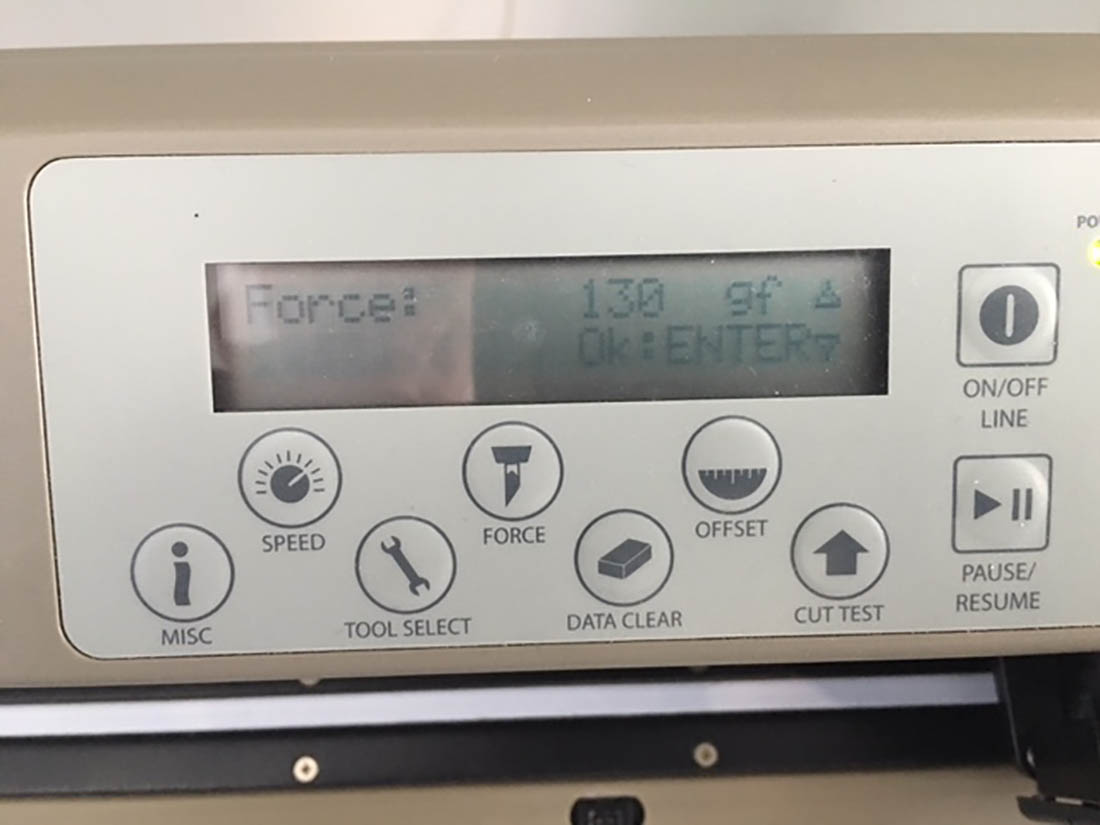 Force: 130 gf
Ok:ENTER
ON/OFF
LINE
SPEED
FORCE
OFFSET
MISC
TOOL SELECT
DATA CLEAR
CUT TEST
PAUSE/
RESUME